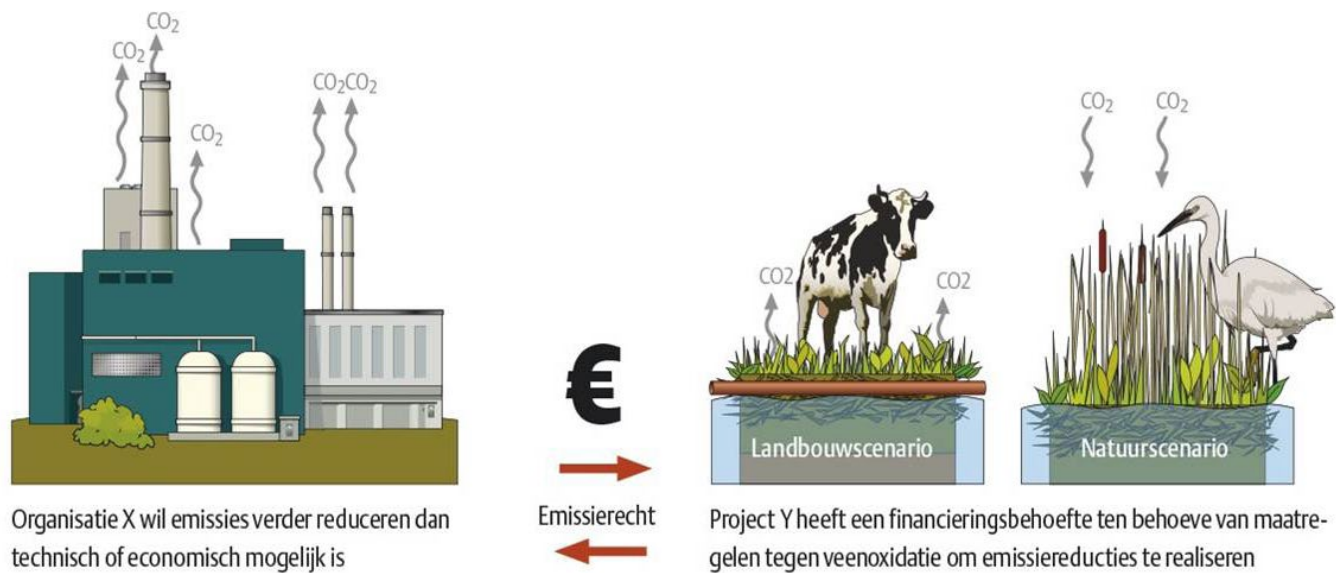 CO₂
CO₂
CO₂
CO₂CO₂
€
Emissierecht
CO2
CO2
CO₂
CO₂
Landbouwscenario
Natuurscenario
Organisatie X wil emissies verder reduceren dan
technisch of economisch mogelijk is
Project Y heeft een financieringsbehoefte ten behoeve van maatre-
gelen tegen veenoxidatie om emissiereducties te realiseren